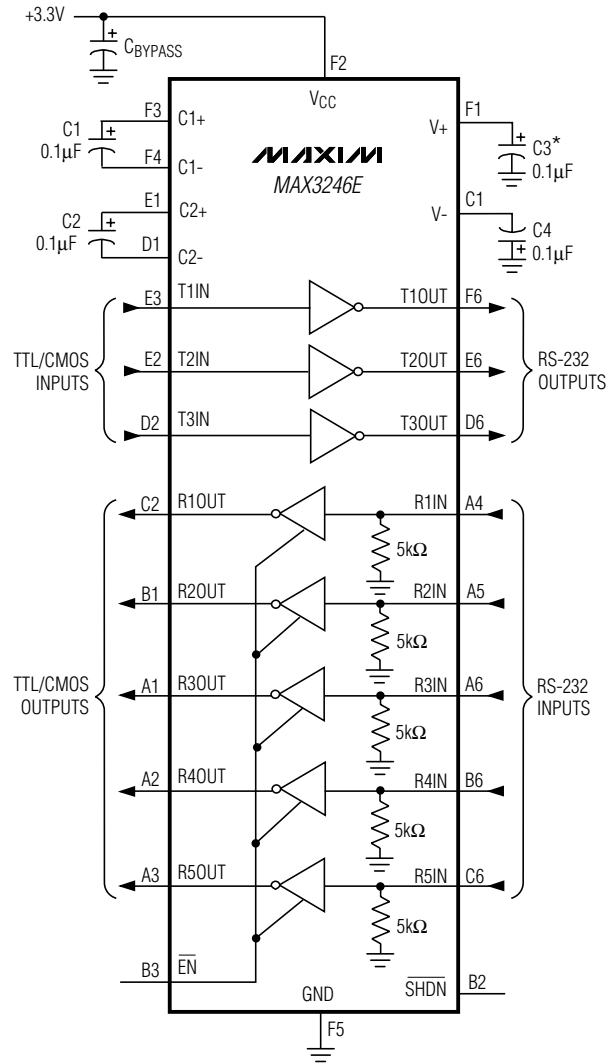 +3.3V
CBYPASS
F2
VCC
F3
C1+
C1
0.1µF
F4
C1-
E1
C2+
C2
0.1µF
D1
C2-
MAXIM
MAX3246E
F1
V+
C3*
0.1µF
C1
V-
C4
0.1µF
E3 T1IN T1OUT F6
TTL/CMOS
INPUTS
E2 T2IN T2OUT E6
RS-232
OUTPUTS
D2 T3IN T3OUT D6
C2 R1OUT R1IN A4
5kΩ
B1 R2OUT R2IN A5
5kΩ
TTL/CMOS
OUTPUTS
A1 R3OUT R3IN A6
RS-232
INPUTS
5kΩ
A2 R4OUT R4IN B6
5kΩ
A3 R5OUT R5IN C6
5kΩ
B3 EN
GND
SHDN B2
F5